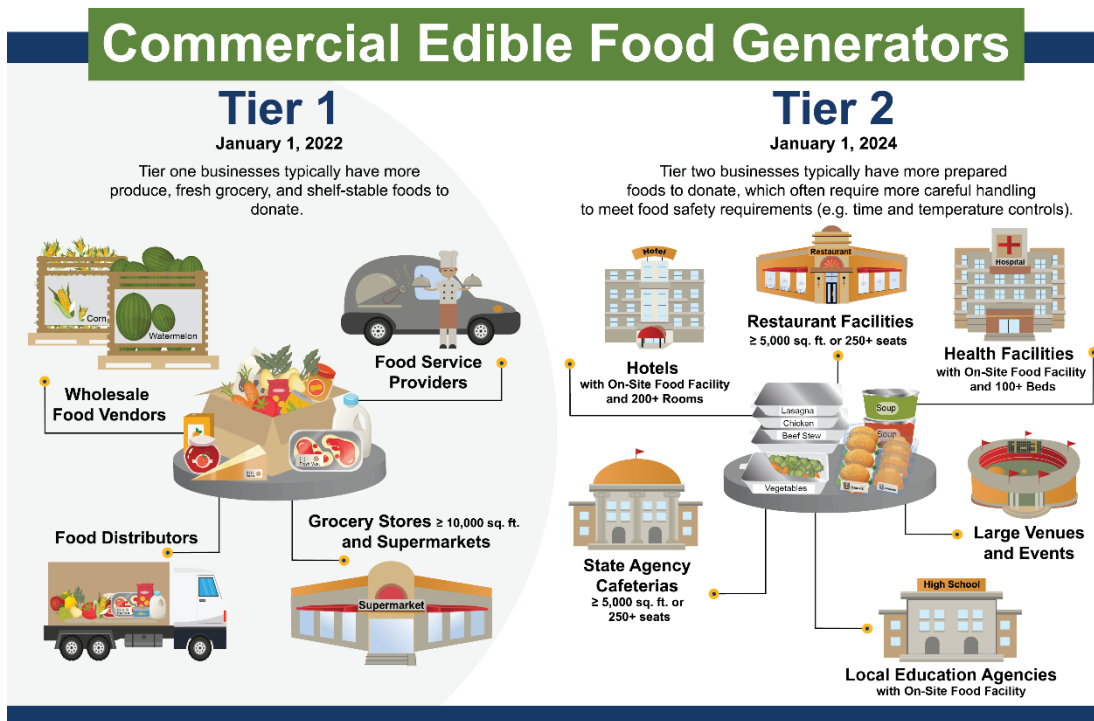 Commercial Edible Food Generators
Tier 1
January 1, 2022
Tier one businesses typically have more
produce, fresh grocery, and shelf-stable foods to
donate.
Corn
Watermelon
Wholesale
Food Vendors
Food Service
Providers
Food Distributors
Grocery Stores ≥ 10,000 sq. ft.
and Supermarkets
Supermarket
Tier 2
January 1, 2024
Tier two businesses typically have more prepared
foods to donate, which often require more careful handling
to meet food safety requirements (e.g. time and temperature controls).
Hotel
Hotels
with On-Site Food Facility
and 200+ Rooms
Restaurant
Restaurant Facilities
≥ 5,000 sq. ft. or 250+ seats
Hospital
Health Facilities
with On-Site Food Facility
and 100+ Beds
Lasagna
Chicken
Beef Stew
Vegetables
Soup
Soup
State Agency
Cafeterias
≥ 5,000 sq. ft. or
250+ seats
Large Venues
and Events
High School
Local Education Agencies
with On-Site Food Facility